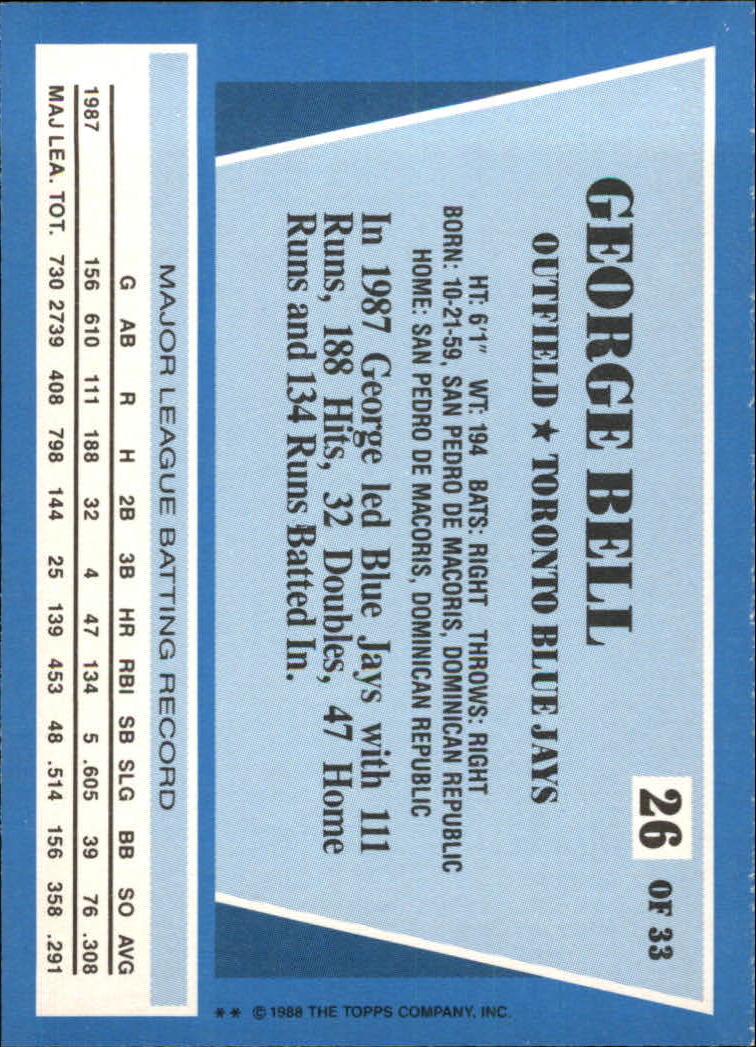 26 OF 33
GEORGE BELL
OUTFIELD ★ TORONTO BLUE JAYS
HT: 6'1" WT: 194 BATS: RIGHT THROWS: RIGHT
BORN: 10-21-59, SAN PEDRO DE MACORIS, DOMINICAN REPUBLIC
HOME: SAN PEDRO DE MACORIS, DOMINICAN REPUBLIC
In 1987 George led Blue Jays with 111
Runs, 188 Hits, 32 Doubles, 47 Home
Runs and 134 Runs Batted In.
** © 1988 THE TOPPS COMPANY, INC.
MAJOR LEAGUE BATTING RECORD
G AB R H 2B 3B HR RBI SB SLG BB SO AVG
1987 156 610 111 188 32 4 47 134 5 .605 39 76 .308
MAJ LEA. TOT. 730 2739 408 798 144 25 139 453 48 .514 156 358 .291